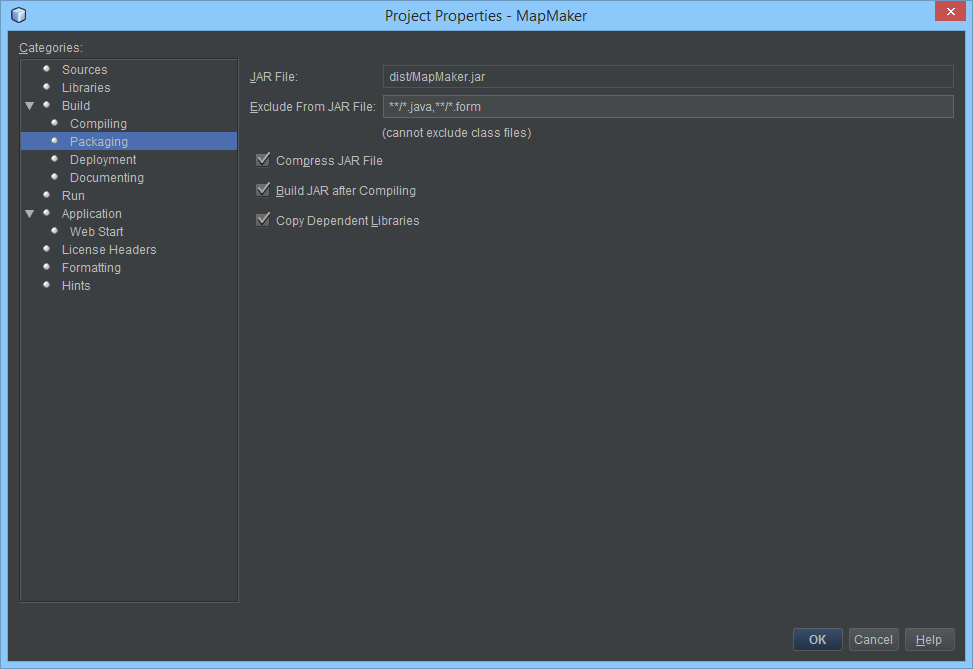 Project Properties - MapMaker
Categories:
Sources
Libraries
Build
Compiling
Packaging
Deployment
Documenting
Run
Application
Web Start
License Headers
Formatting
Hints
JAR File: dist/MapMaker.jar
Exclude From JAR File: **/*.java,**/*.form
(cannot exclude class files)
Compress JAR File
Build JAR after Compiling
Copy Dependent Libraries
OK Cancel Help